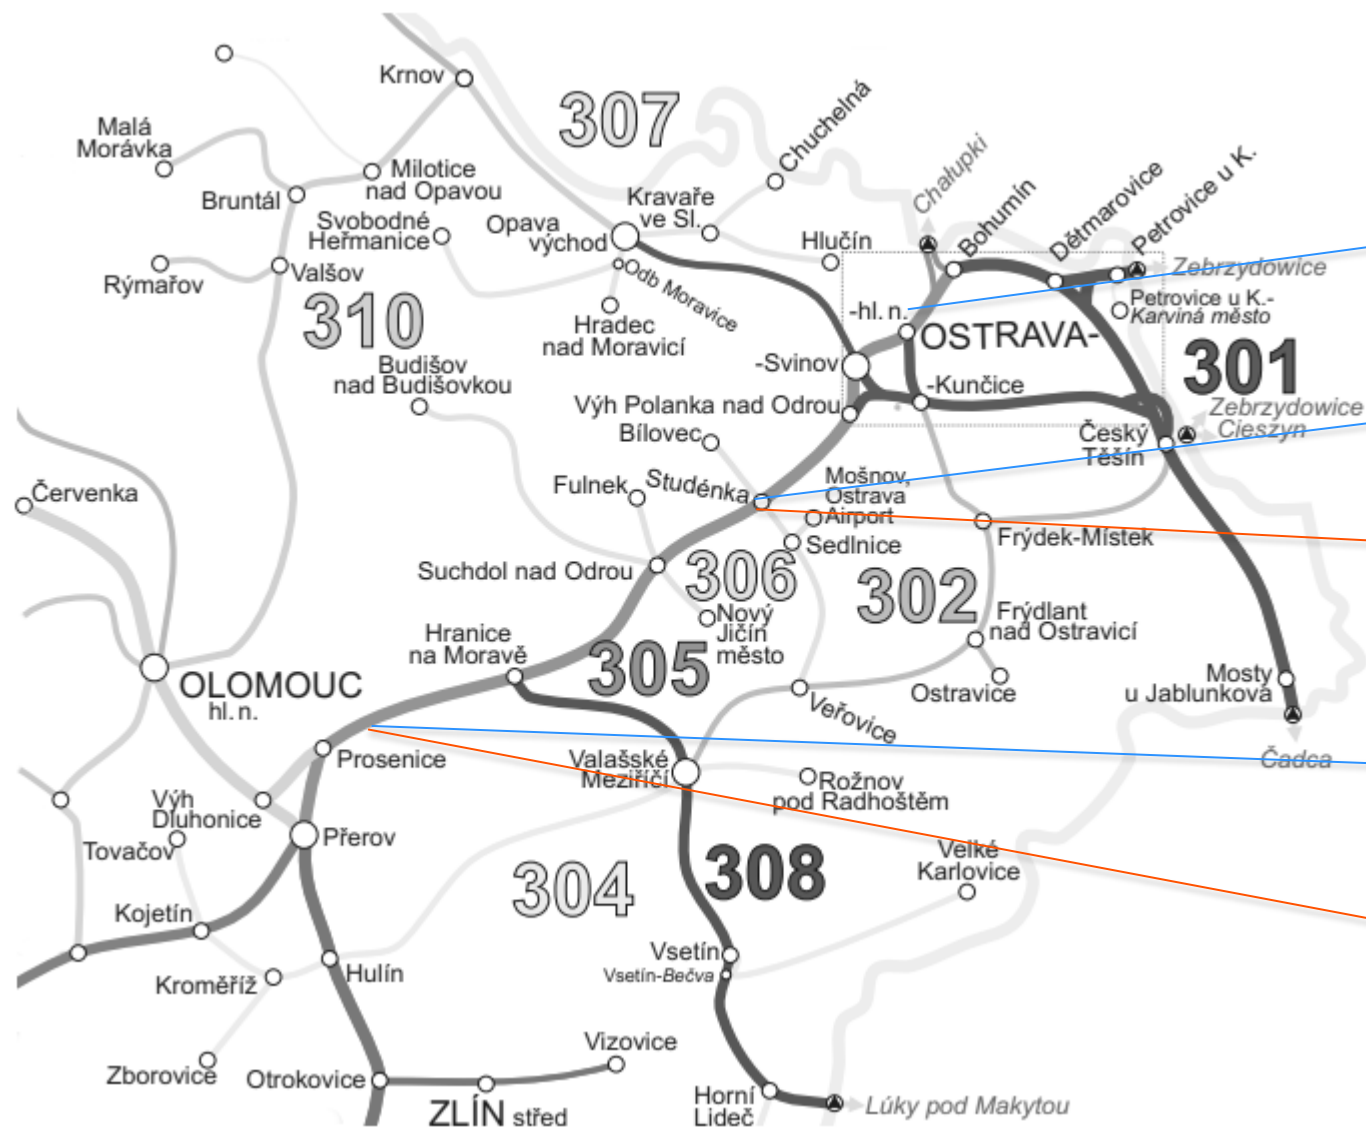 Krnov
307
Chuchelná
Malá
Morávka
Chałupki
Milotice
nad Opavou
Bruntál
Kravaře
ve Sl.
Bohumín
Dětmarovice
Petrovice u K.
Svobodné
Heřmanice
Opava
východ
Hlučín
Rýmařov
Valšov
Odb Moravice
Zebrzydowice
310
Petrovice u K.-
Karviná město
Hradec
nad Moravicí
-hl. n.
OSTRAVA-
-Svinov
301
Budišov
nad Budišovkou
-Kunčice
Výh Polanka nad Odrou
Zebrzydowice
Cieszyn
Bílovec
Český
Těšín
Červenka
Fulnek
Studénka
Mošnov,
Ostrava
Airport
Sedlnice
Frýdek-Místek
Suchdol nad Odrou
306
302
Nový
Jičín
město
Frýdlant
nad Ostravicí
Hranice
na Moravě
305
OLOMOUC
hl. n.
Ostravice
Mosty
u Jablunkova
Veřovice
Prosenice
Valašské
Meziříčí
Čadca
Rožnov
pod Radhoštěm
Výh
Dluhonice
Přerov
Tovačov
304
308
Velké
Karlovice
Kojetín
Vsetín
Vsetín-Bečva
Kroměříž
Hulín
Vizovice
Zborovice
Otrokovice
ZLÍN střed
Horní
Lideč
Lúky pod Makytou